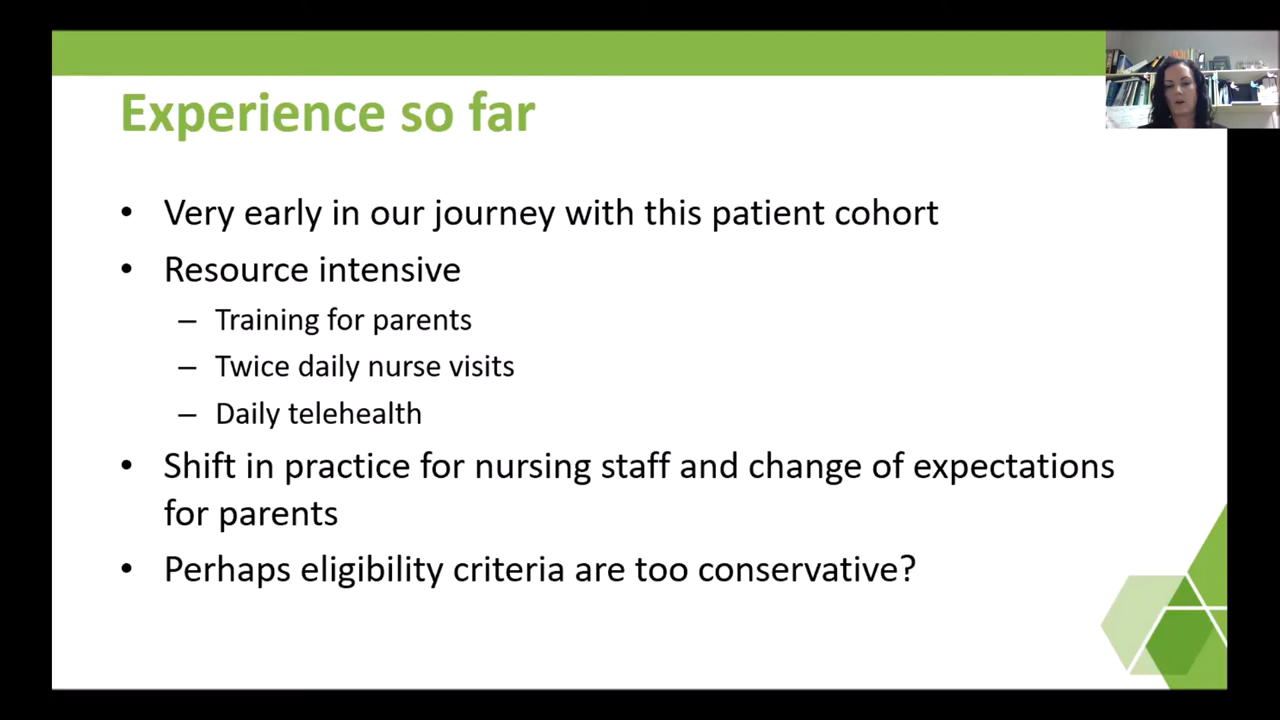 Experience so far
• Very early in our journey with this patient cohort
• Resource intensive
– Training for parents
– Twice daily nurse visits
– Daily telehealth
• Shift in practice for nursing staff and change of expectations
for parents
• Perhaps eligibility criteria are too conservative?